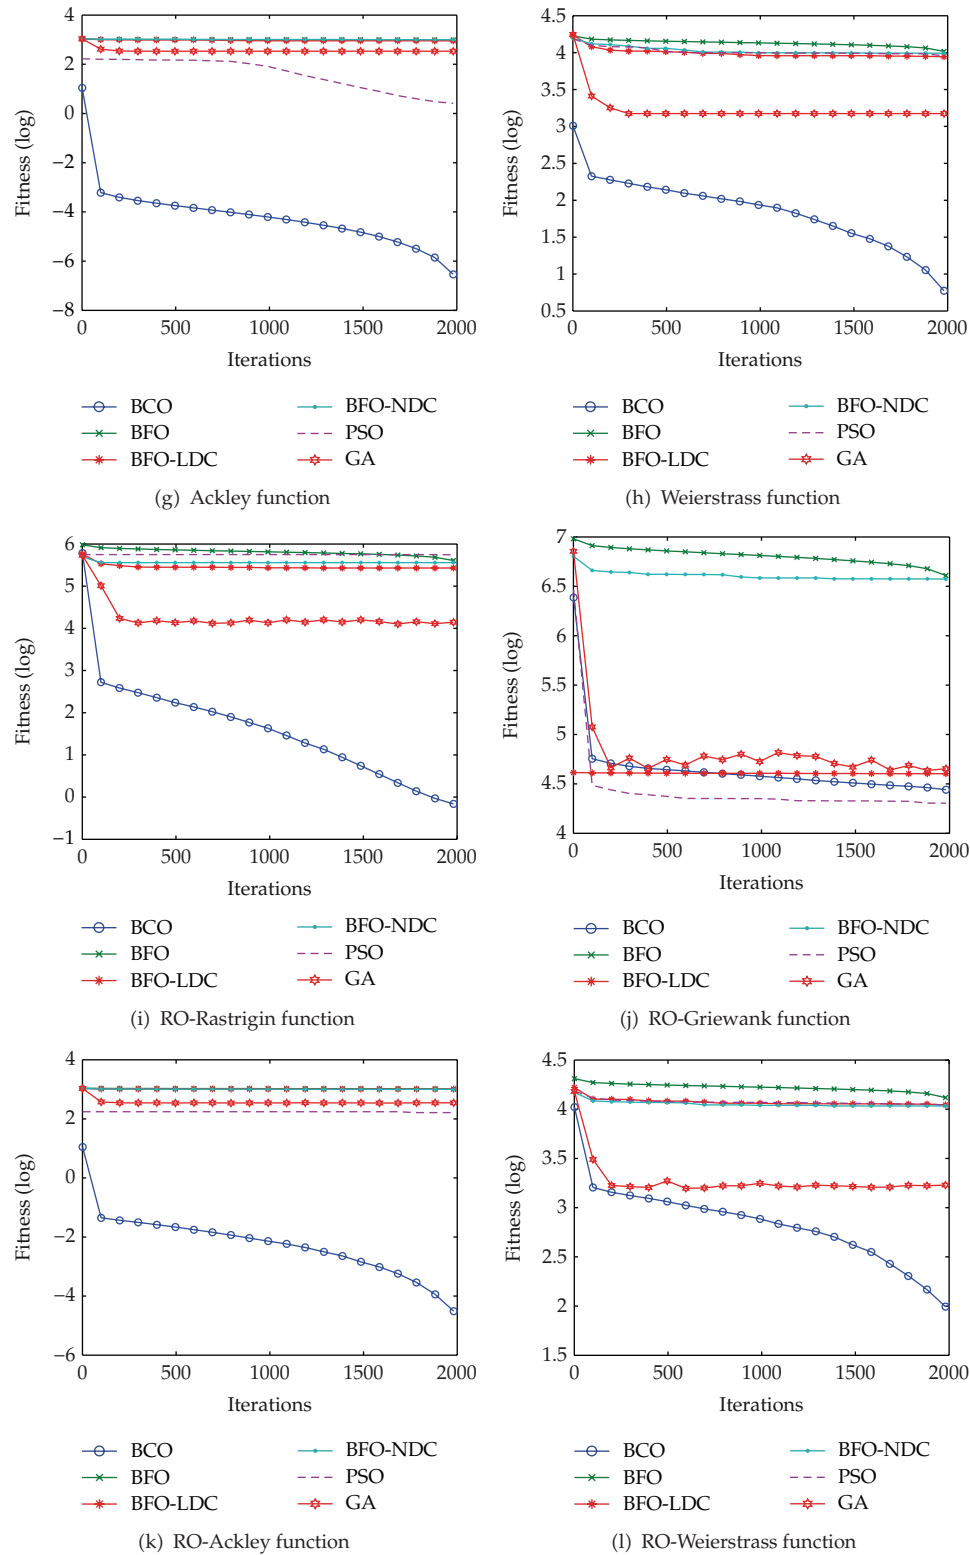 4
2
0
−2
−4
−6
−8
Fitness (log)
0 500 1000 1500 2000
Iterations
BCO
BFO
BFO-LDC
BFO-NDC
PSO
GA
(g) Ackley function
4.5
4
3.5
3
2.5
2
1.5
1
0.5
Fitness (log)
0 500 1000 1500 2000
Iterations
BCO
BFO
BFO-LDC
BFO-NDC
PSO
GA
(h) Weierstrass function
6
5
4
3
2
1
0
−1
Fitness (log)
0 500 1000 1500 2000
Iterations
BCO
BFO
BFO-LDC
BFO-NDC
PSO
GA
(i) RO-Rastrigin function
7
6.5
6
5.5
5
4.5
4
Fitness (log)
0 500 1000 1500 2000
Iterations
BCO
BFO
BFO-LDC
BFO-NDC
PSO
GA
(j) RO-Griewank function
4
2
0
−2
−4
−6
Fitness (log)
0 500 1000 1500 2000
Iterations
BCO
BFO
BFO-LDC
BFO-NDC
PSO
GA
(k) RO-Ackley function
4.5
4
3.5
3
2.5
2
1.5
Fitness (log)
0 500 1000 1500 2000
Iterations
BCO
BFO
BFO-LDC
BFO-NDC
PSO
GA
(l) RO-Weierstrass function